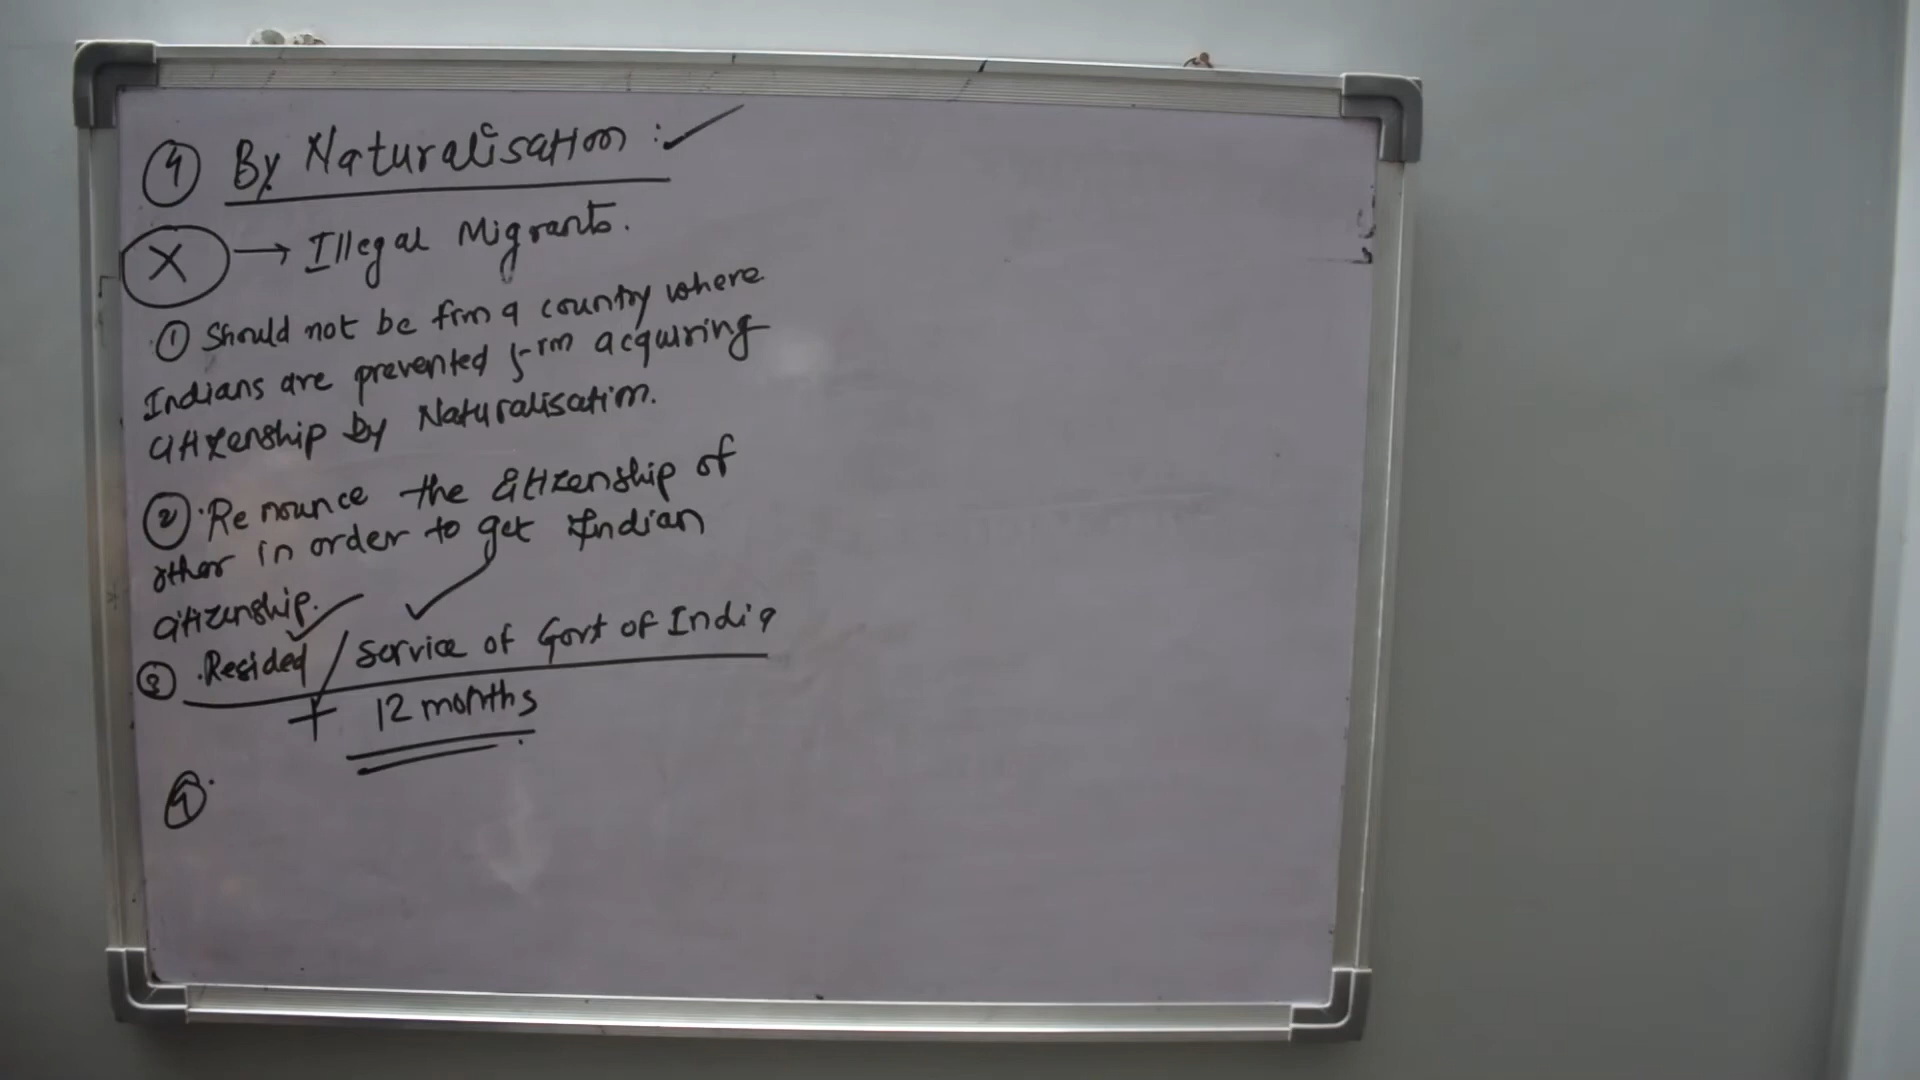 ④ By Naturalisation :✓
X → Illegal Migrants.
① Should not be from a country where
Indians are prevented from acquiring
citizenship by Naturalisation.
② Renounce the citizenship of
other in order to get Indian
citizenship.
③ Resided / Service of Govt of India
+ 12 months
④